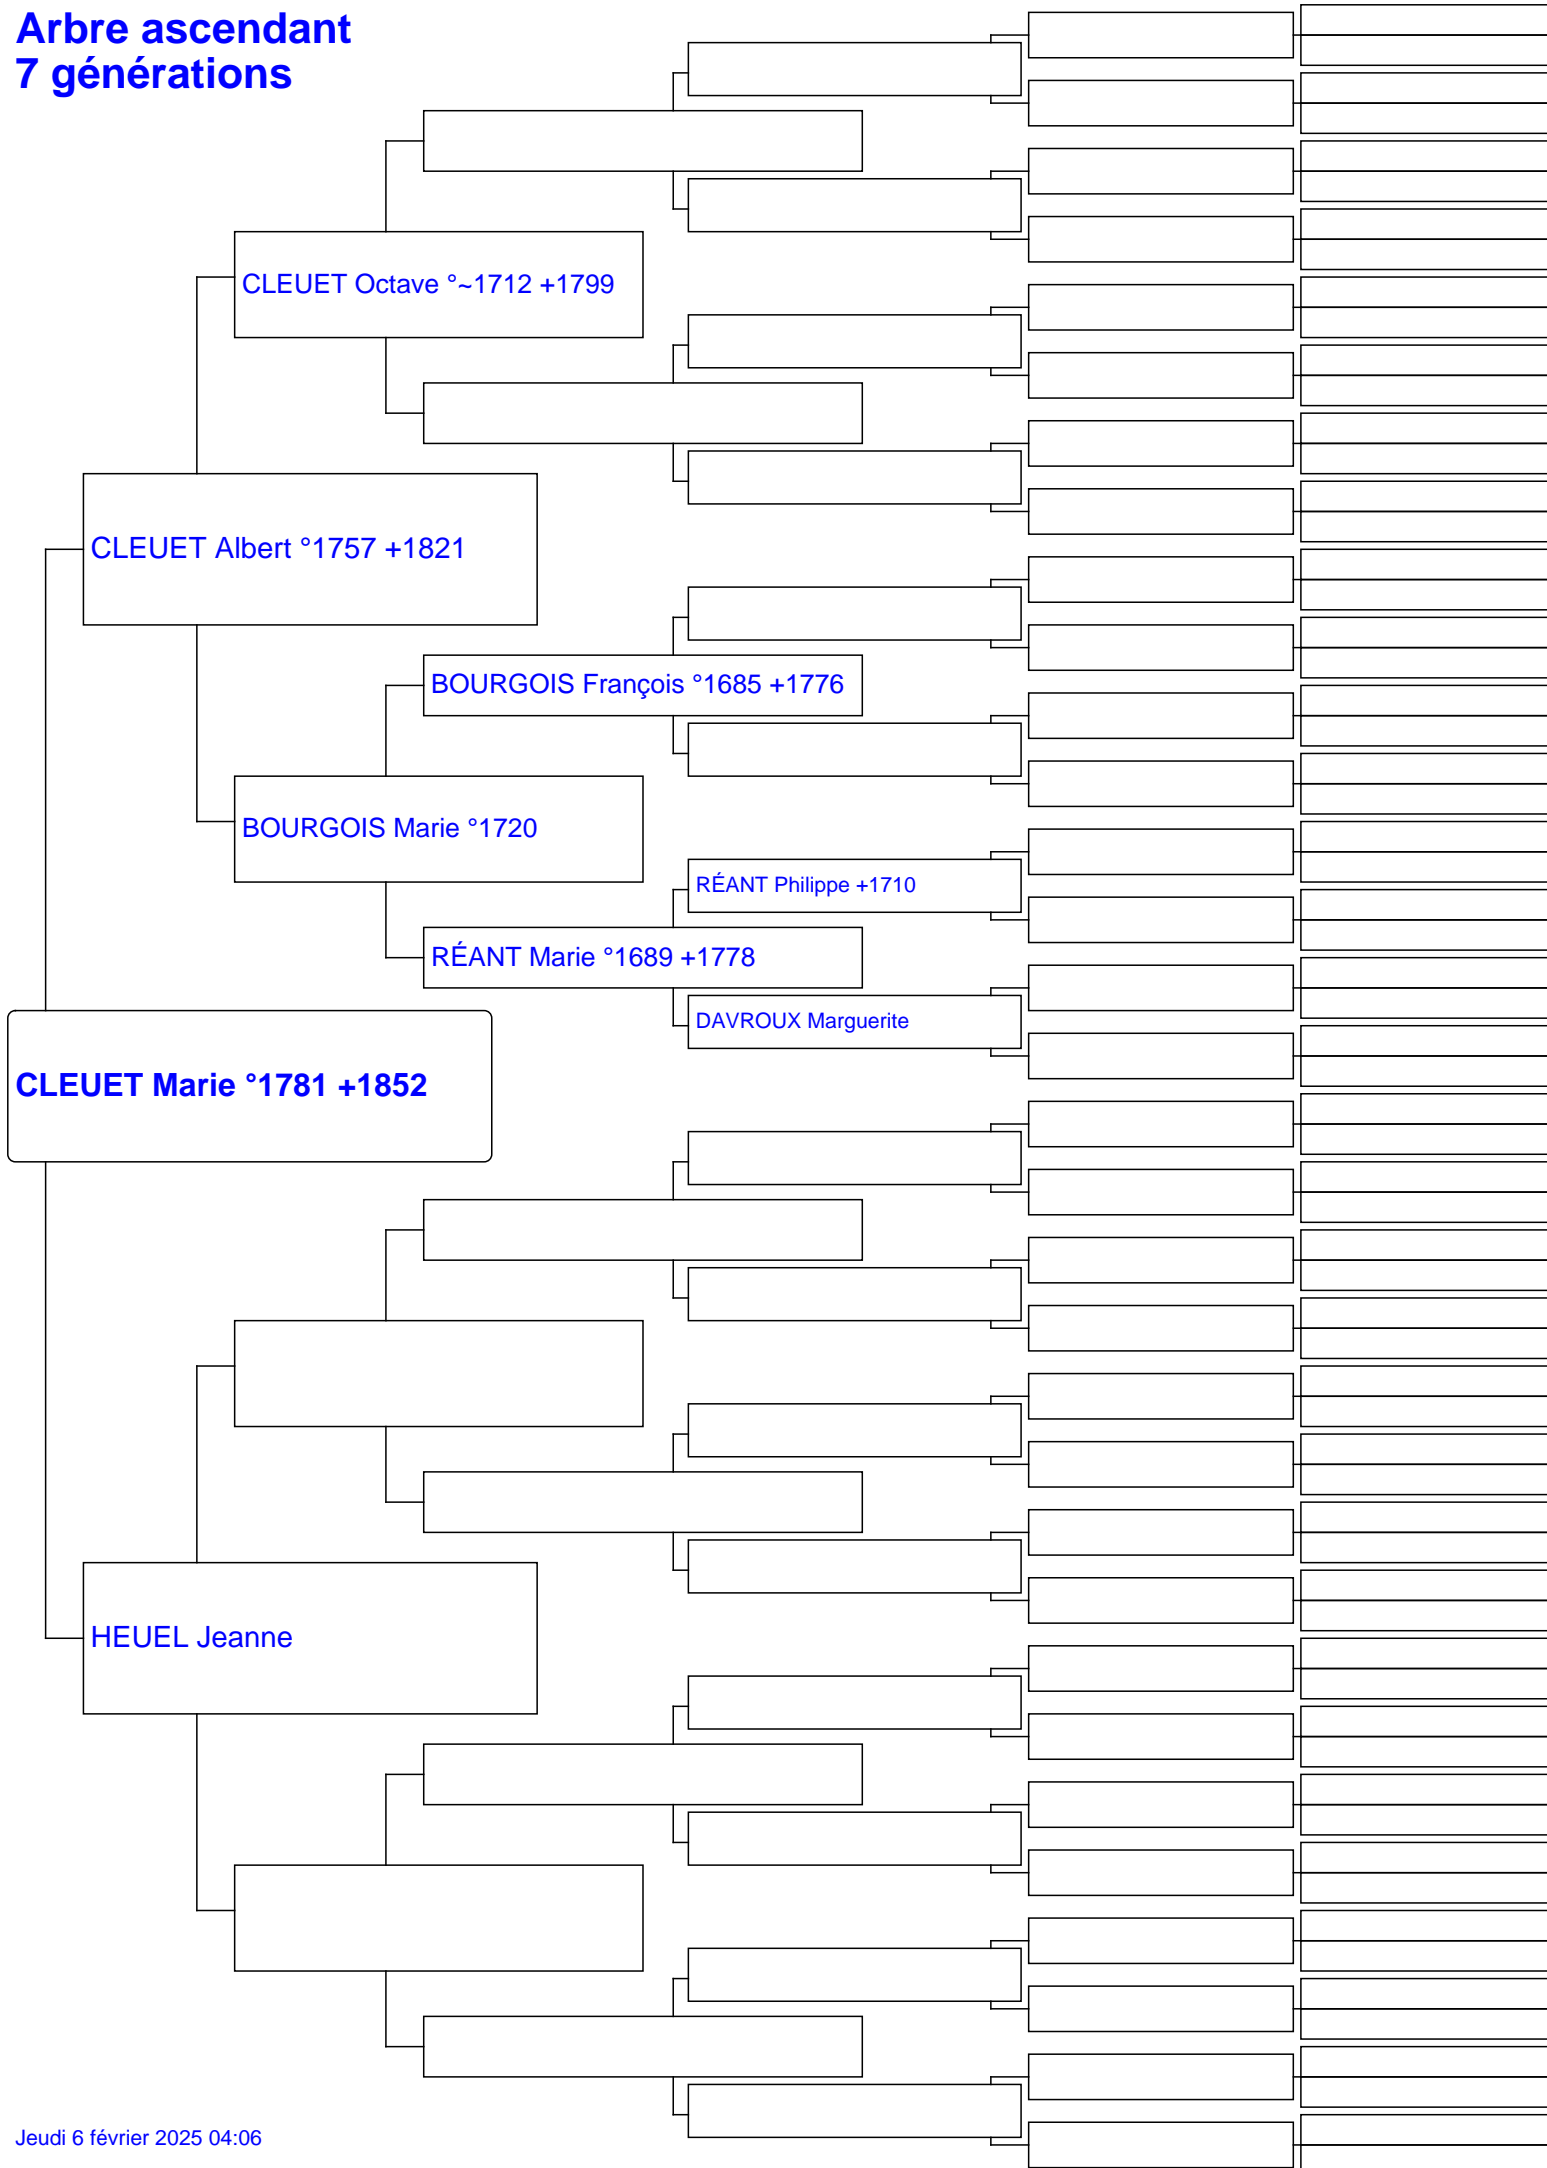 Arbre ascendant
7 générations
CLEUET Octave °~1712 +1799
CLEUET Albert °1757 +1821
BOURGOIS François °1685 +1776
BOURGOIS Marie °1720
RÉANT Philippe +1710
RÉANT Marie °1689 +1778
DAVROUX Marguerite
CLEUET Marie °1781 +1852
HEUEL Jeanne
Jeudi 6 février 2025 04:06